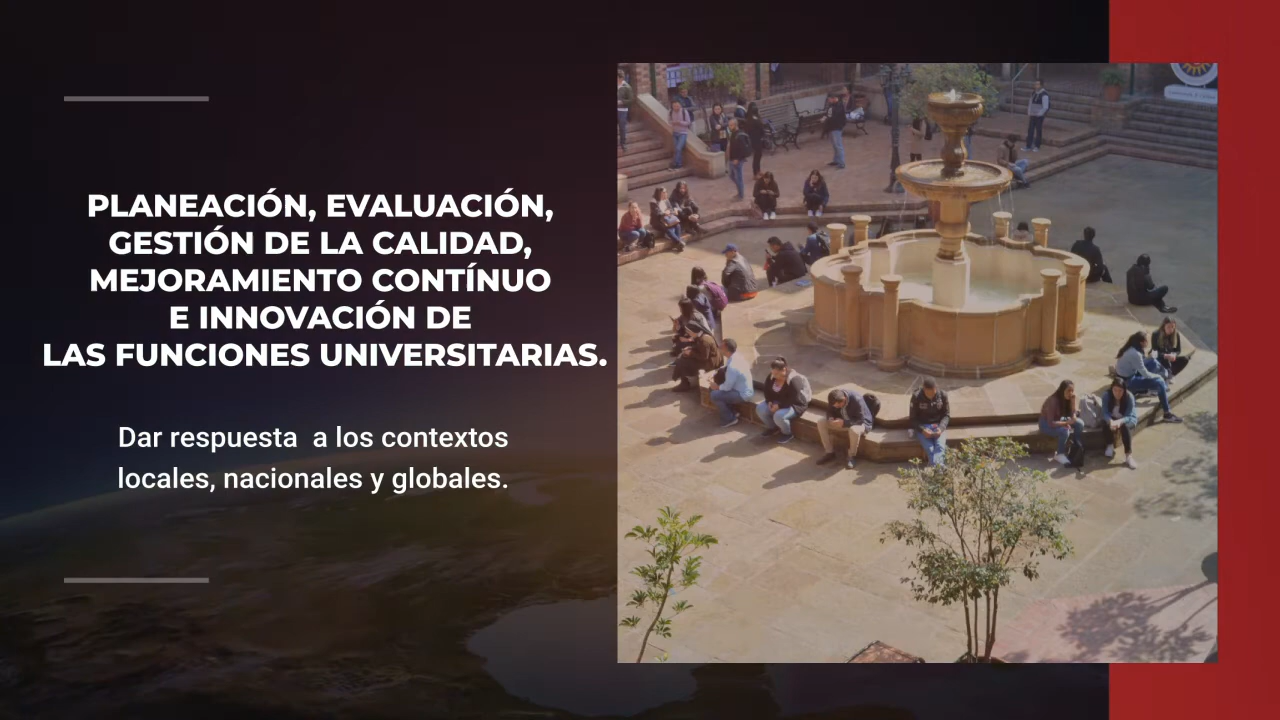 PLANEACIÓN, EVALUACIÓN,
GESTIÓN DE LA CALIDAD,
MEJORAMIENTO CONTÍNUO
E INNOVACIÓN DE
LAS FUNCIONES UNIVERSITARIAS.
Dar respuesta  a los contextos
locales, nacionales y globales.